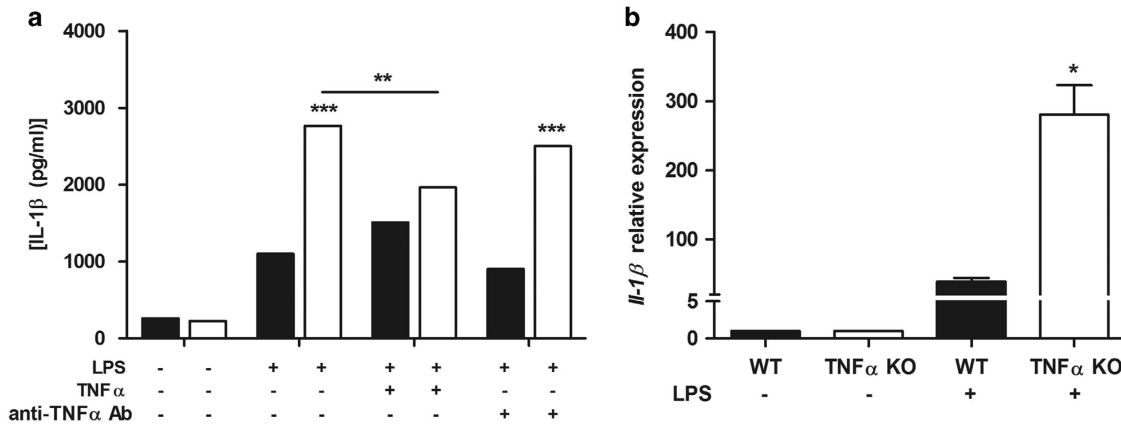 a
4000
3000
2000
1000
0
[IL-1β (pg/ml)]
***
**
***
LPS - - + + + + + +
TNFα - - - - + + - -
anti-TNFα Ab - - - - - - + +
b
400
300
200
100
5
0
Il-1β relative expression
*
WT TNFα KO WT TNFα KO
LPS - - + +